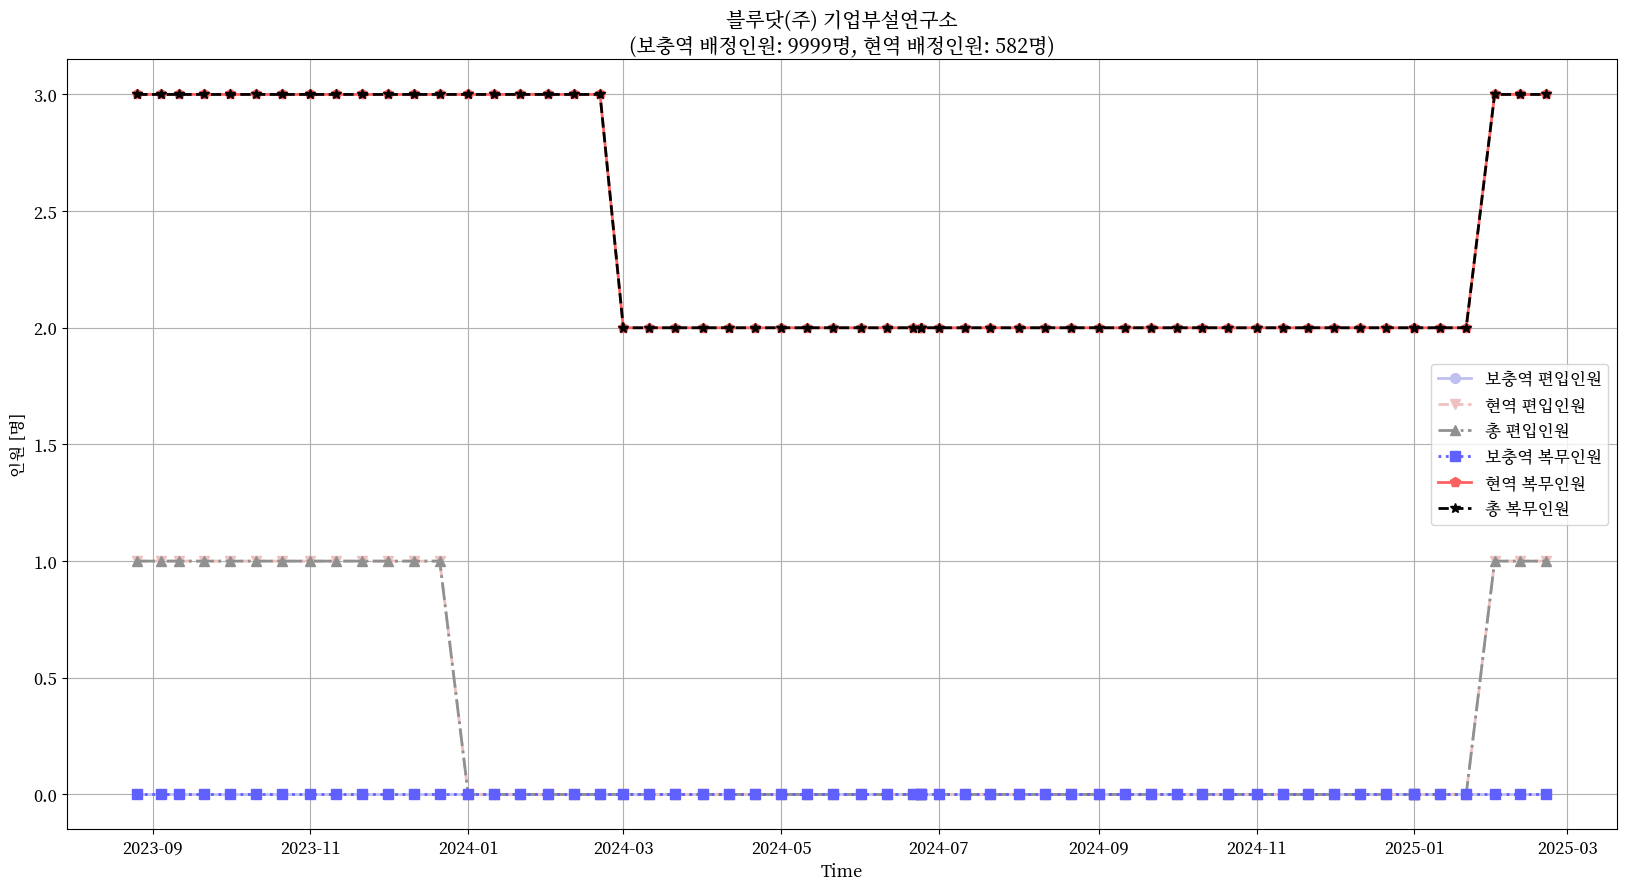 블루닷(주) 기업부설연구소
(보충역 배정인원: 9999명, 현역 배정인원: 582명)
인원 [명]
3.0
2.5
2.0
1.5
1.0
0.5
0.0
보충역 편입인원
현역 편입인원
총 편입인원
보충역 복무인원
현역 복무인원
총 복무인원
2023-09
2023-11
2024-01
2024-03
2024-05
2024-07
2024-09
2024-11
2025-01
2025-03
Time